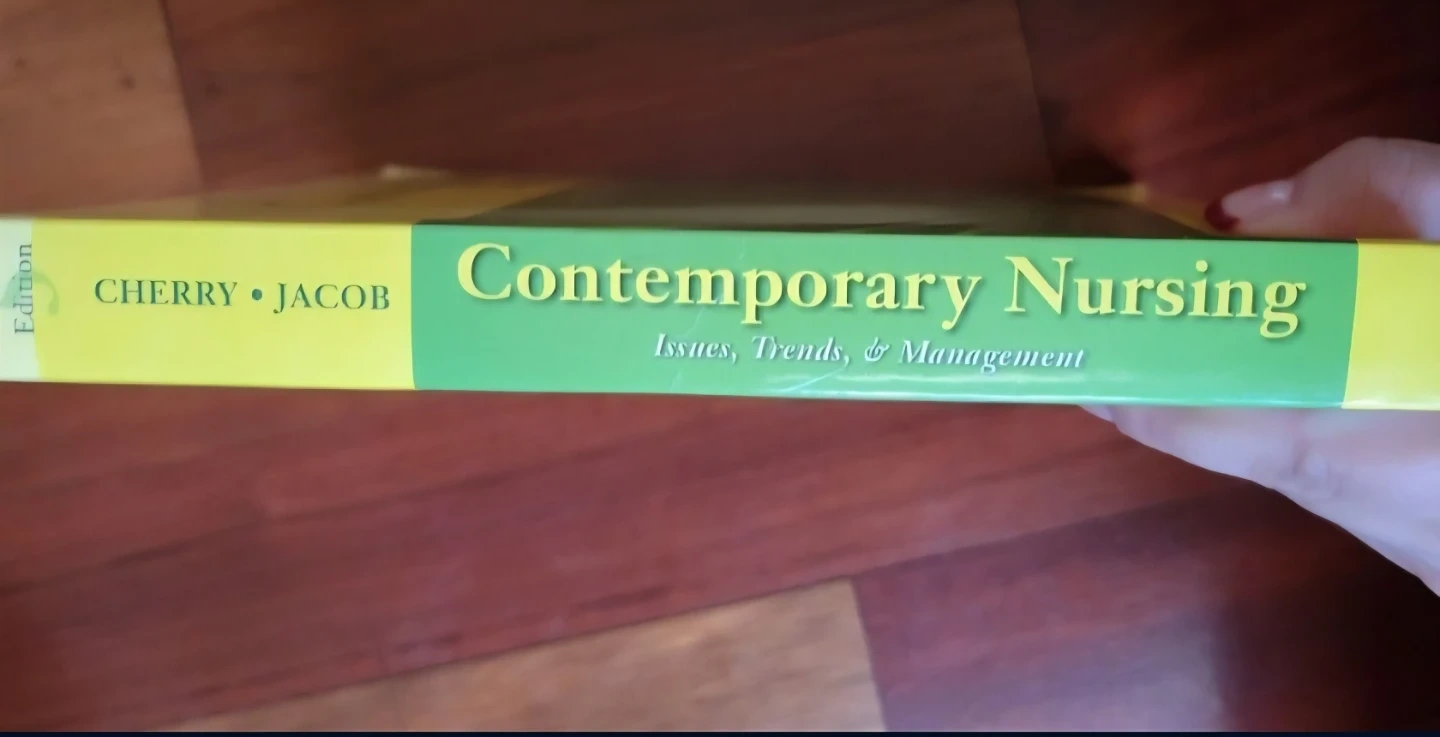 Edition
CHERRY • JACOB
Contemporary Nursing
Issues, Trends, & Management